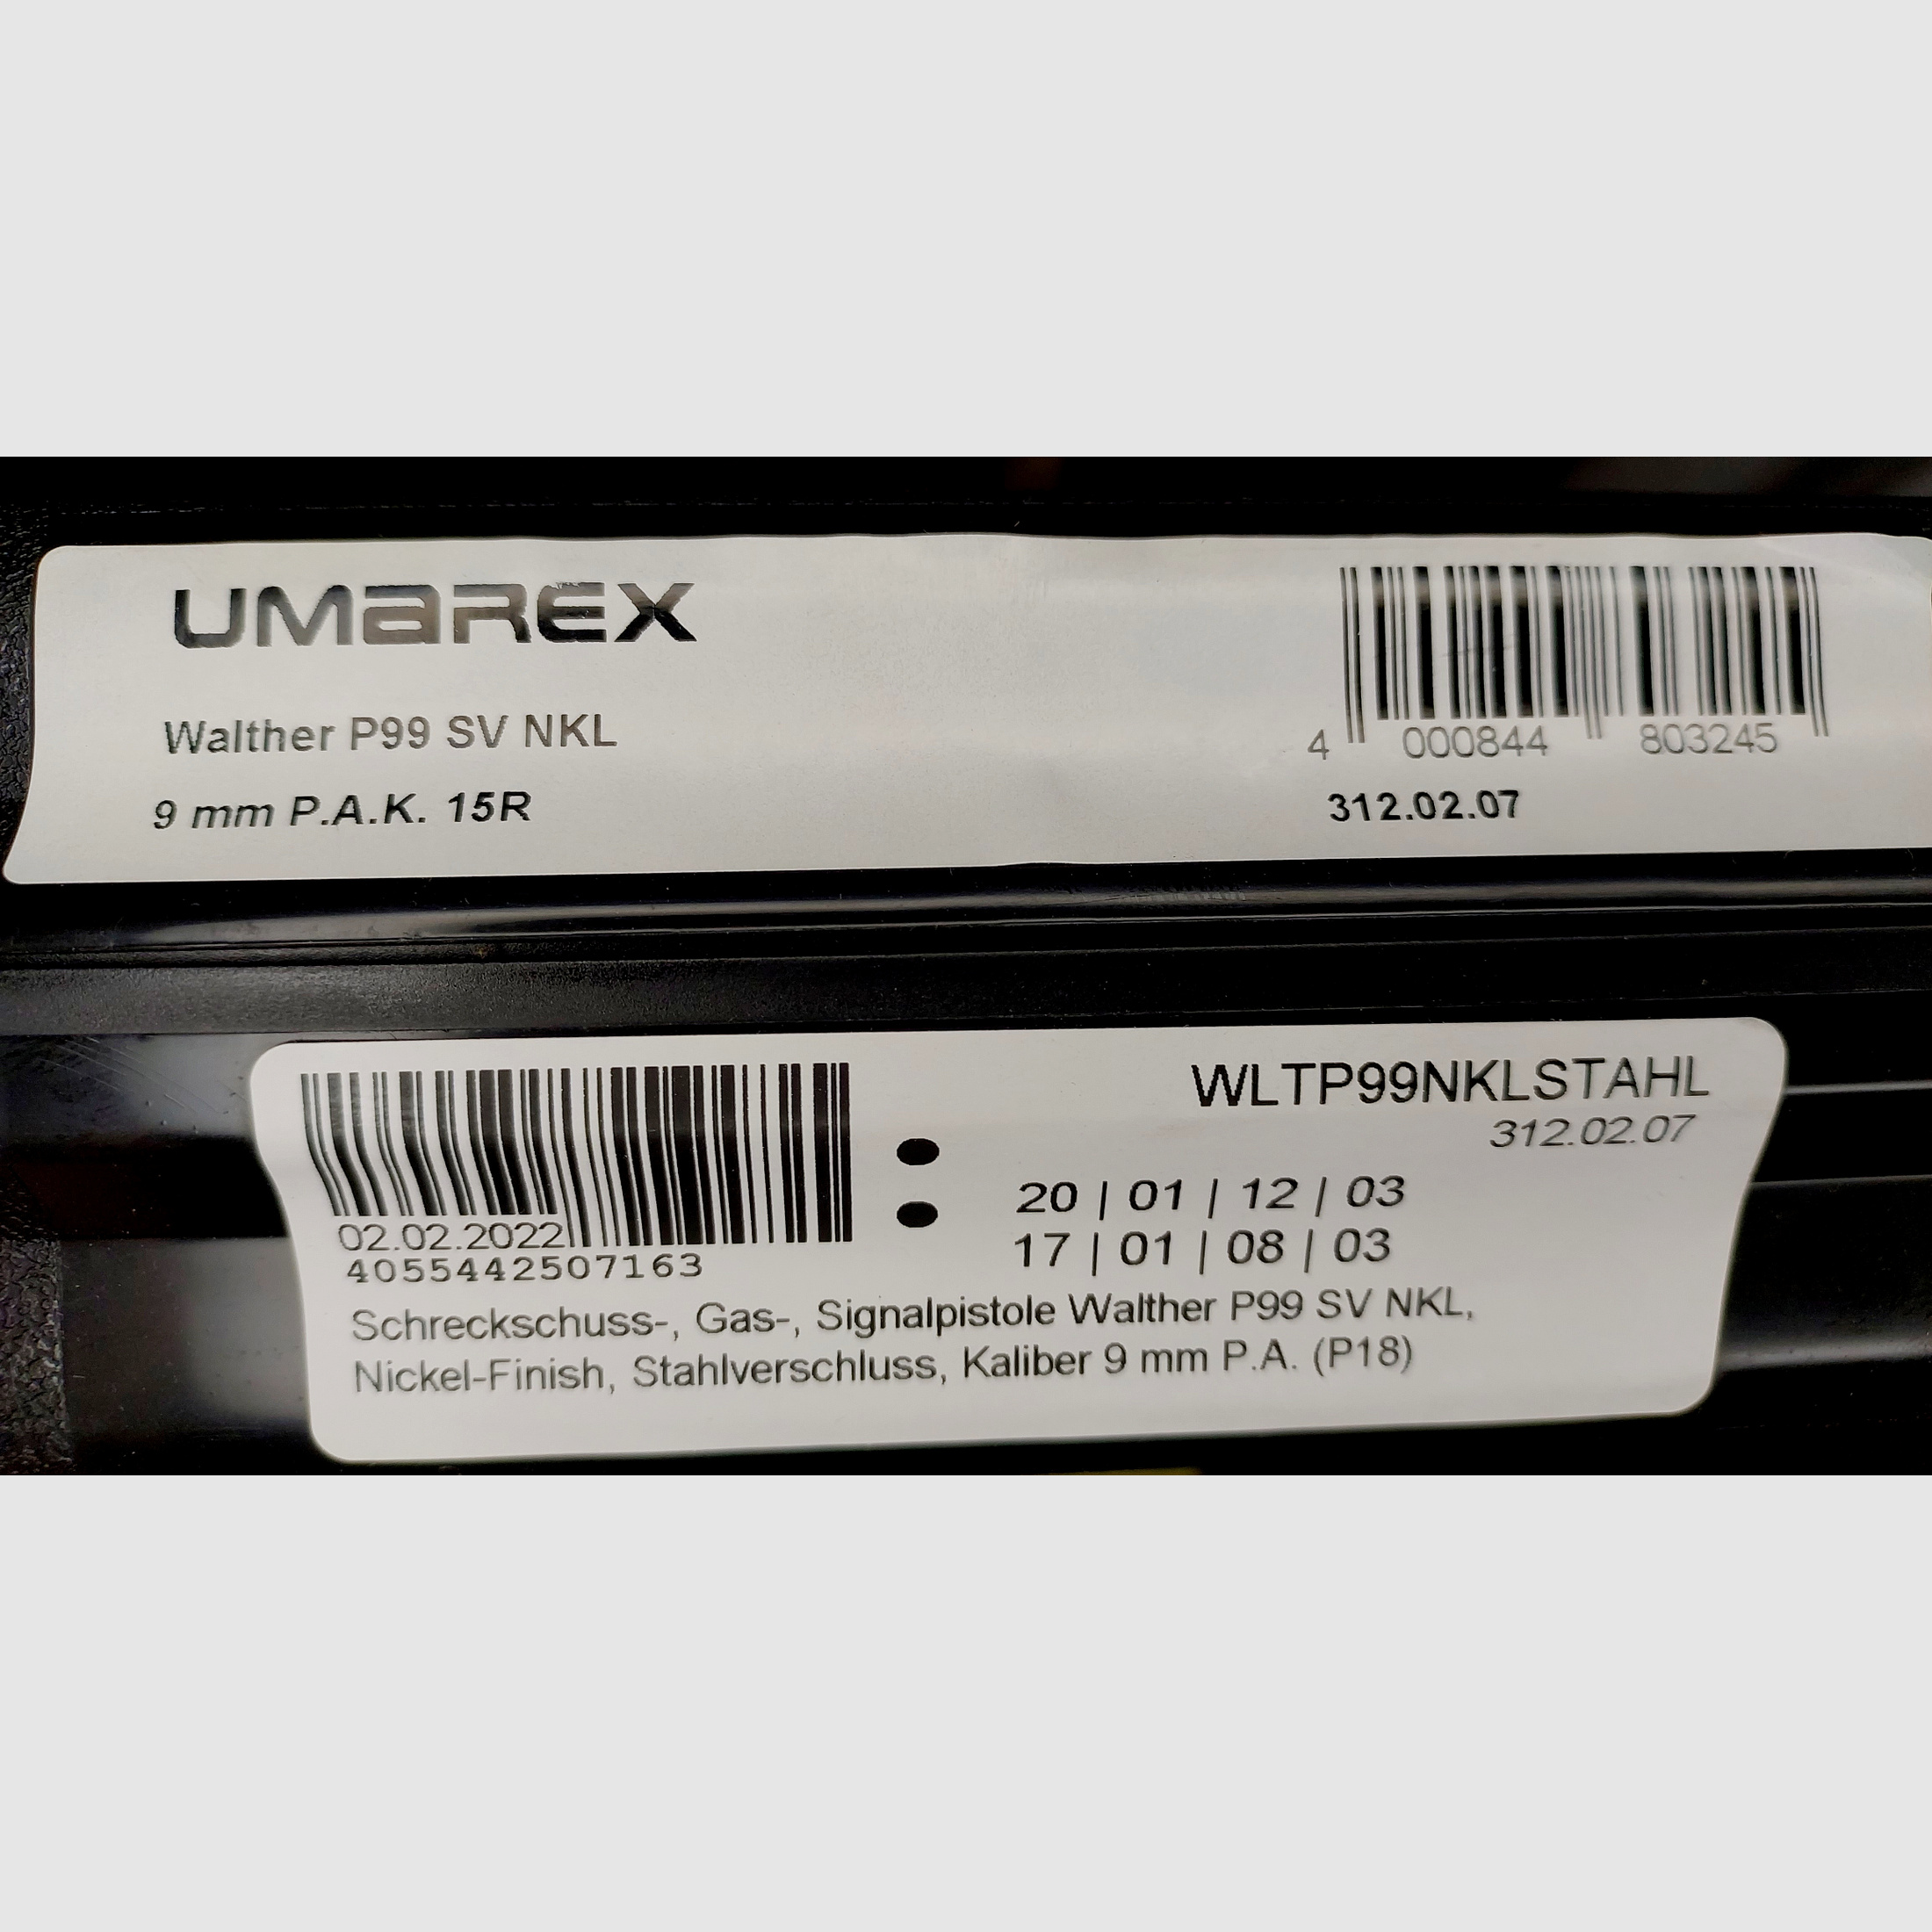 UMAREX
Walther P99 SV NKL
9 mm P.A.K. 15R
4 000844 803245
312.02.07
WLTP99NKLSTAHL
312.02.07
02.02.2022
4055442507163
20 | 01 | 12 | 03
17 | 01 | 08 | 03
Schreckschuss-, Gas-, Signalpistole Walther P99 SV NKL,
Nickel-Finish, Stahlverschluss, Kaliber 9 mm P.A. (P18)